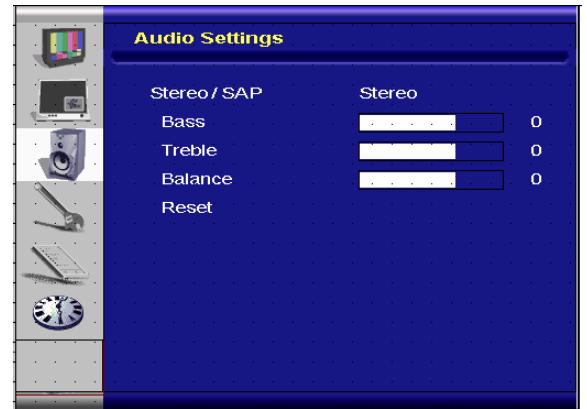 Audio Settings
Stereo / SAP Stereo
Bass 0
Treble 0
Balance 0
Reset